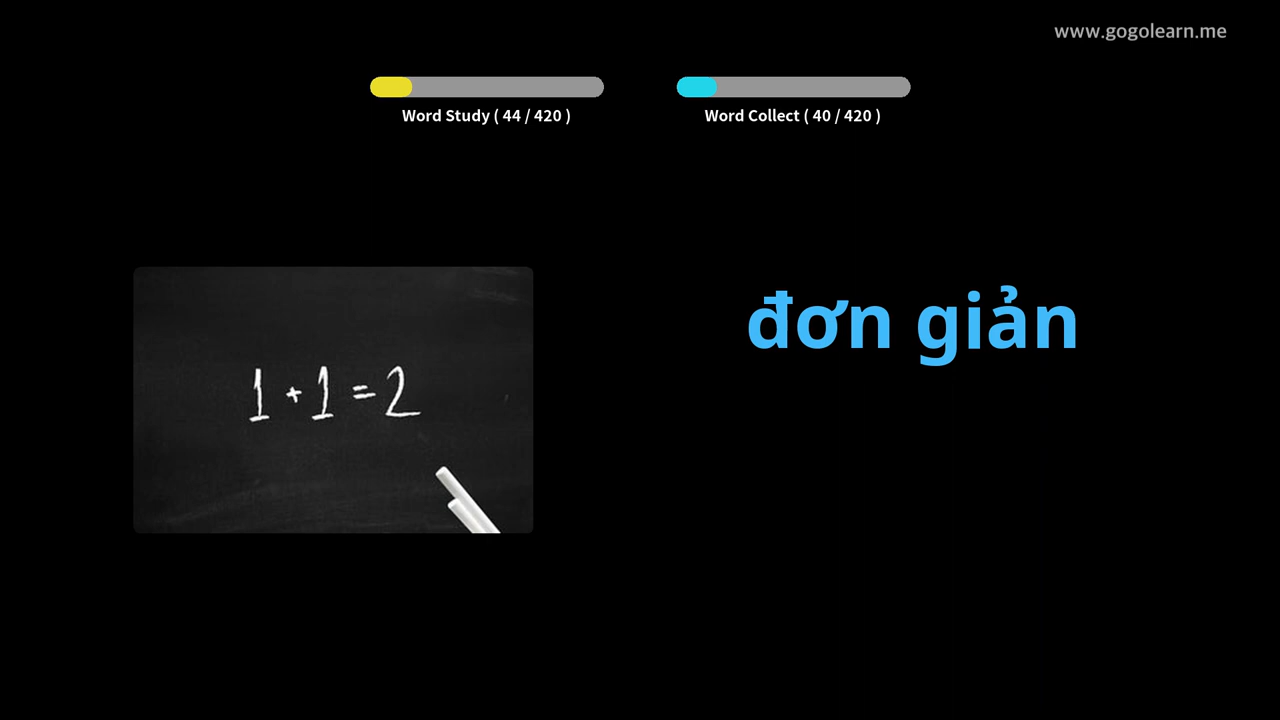 www.gogolearn.me
Word Study ( 44 / 420 )
Word Collect ( 40 / 420 )
1 + 1 = 2
đơn giản